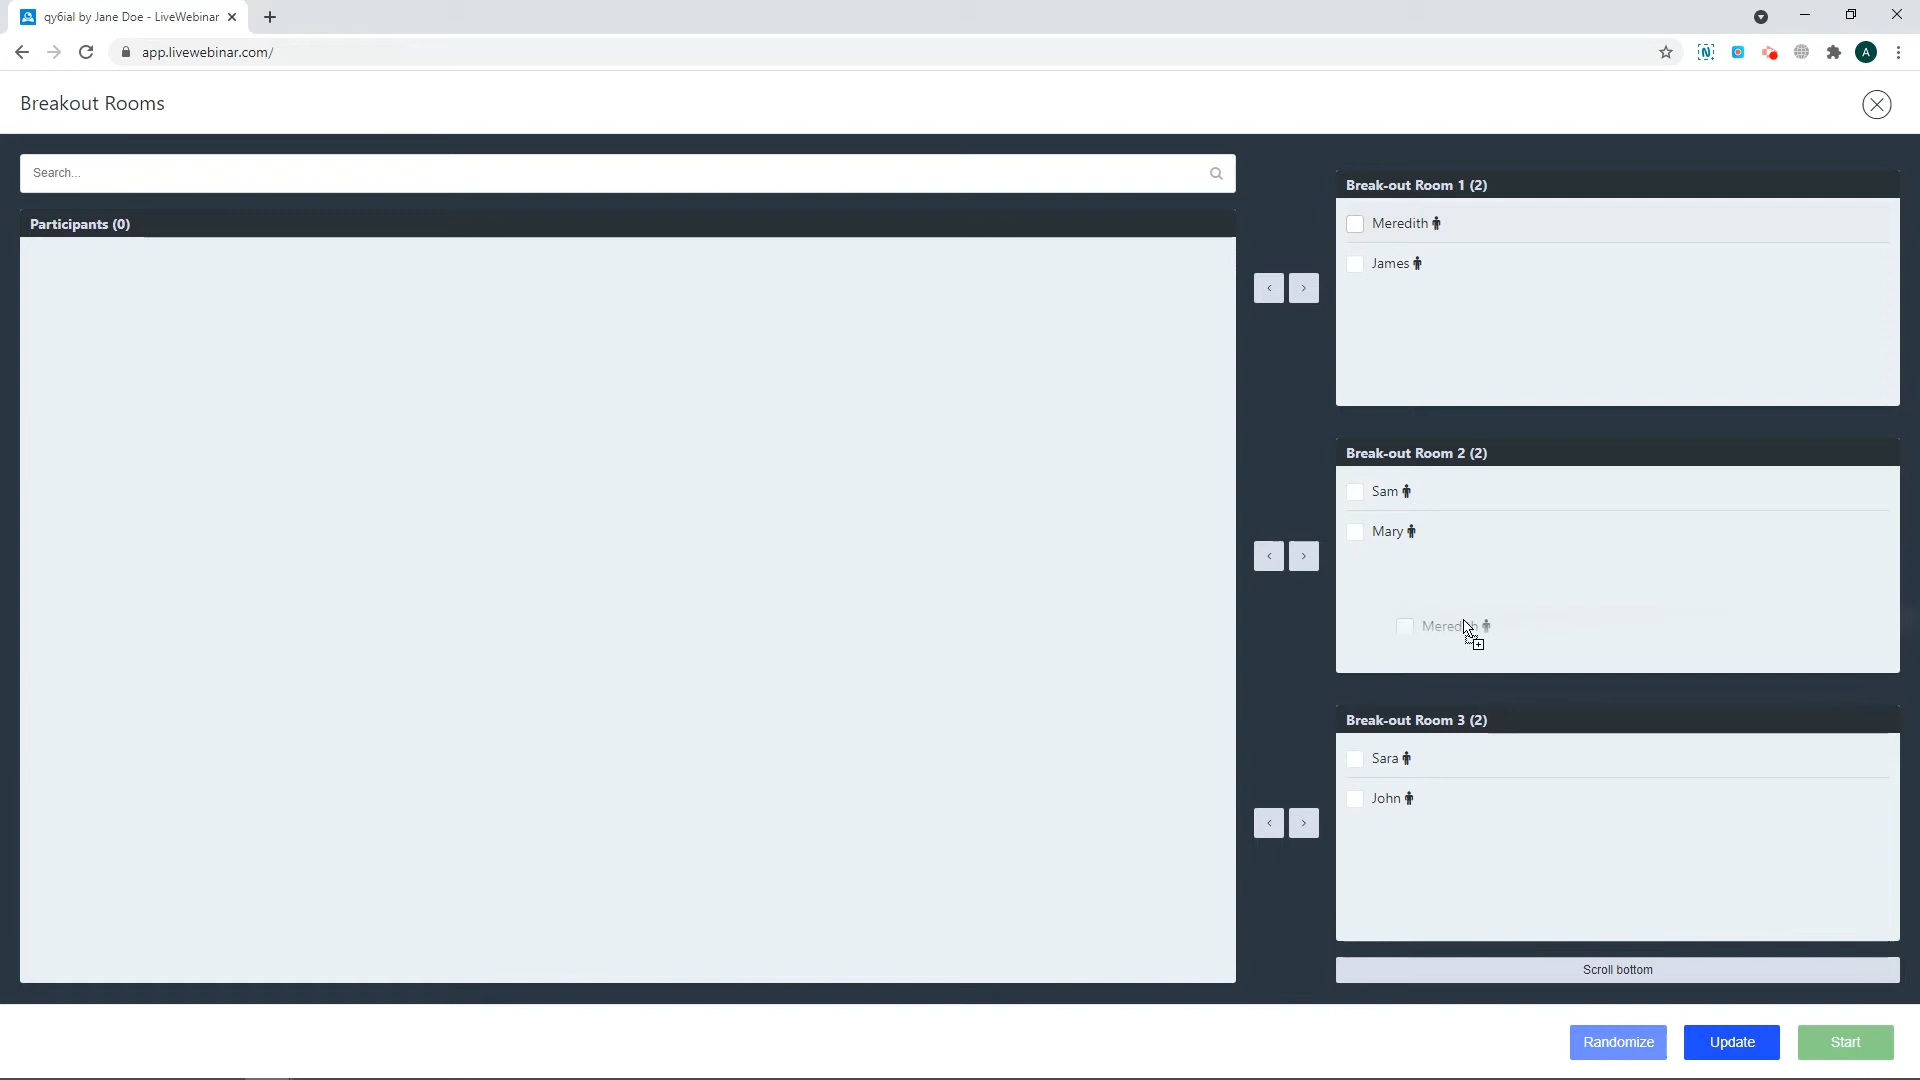 qy6ial by Jane Doe - LiveWebinar
app.livewebinar.com/
N
A
Breakout Rooms
Search...
Participants (0)
Break-out Room 1 (2)
Meredith
James
Break-out Room 2 (2)
Sam
Mary
Meredith
Break-out Room 3 (2)
Sara
John
Scroll bottom
Randomize
Update
Start